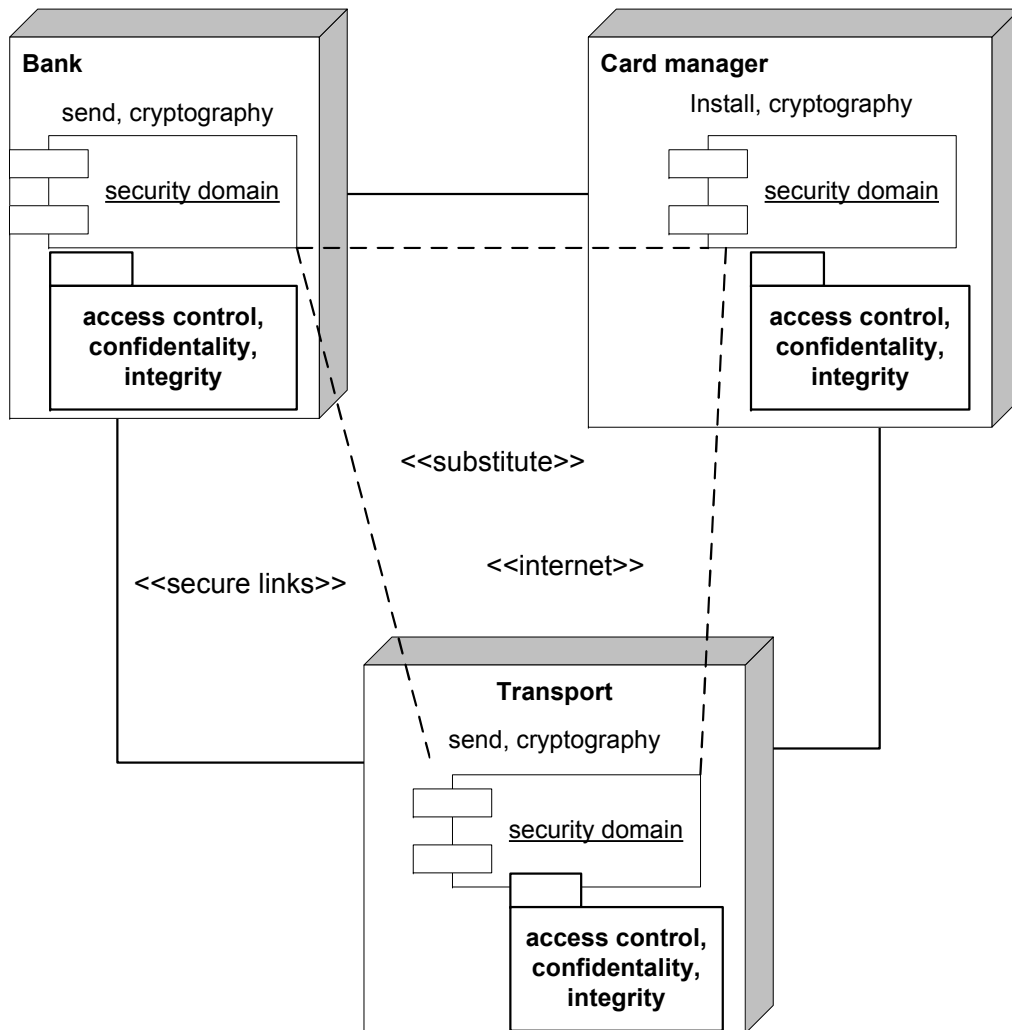 Bank
send, cryptography
security domain
access control,
confidentality,
integrity
Card manager
Install, cryptography
security domain
access control,
confidentality,
integrity
<<substitute>>
<<internet>>
<<secure links>>
Transport
send, cryptography
security domain
access control,
confidentality,
integrity